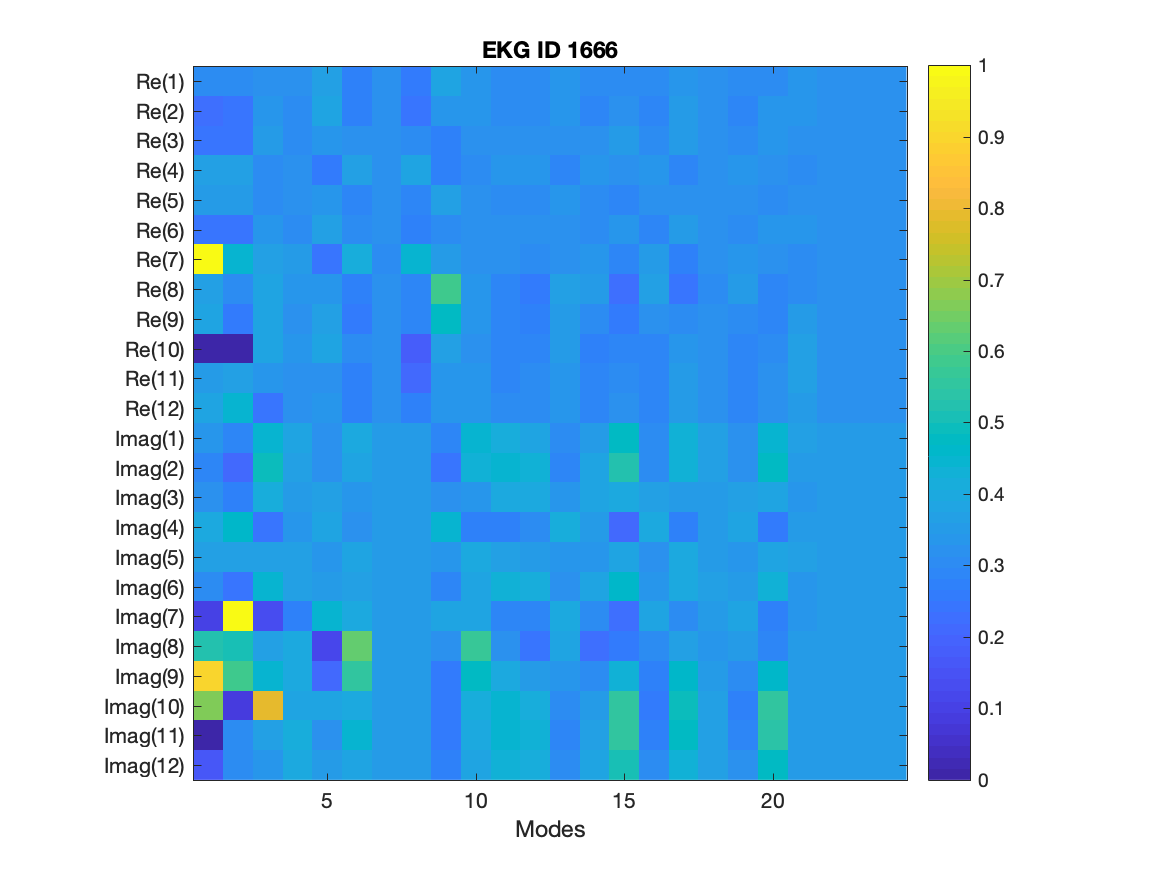 EKG ID 1666
Re(1)
Re(2)
Re(3)
Re(4)
Re(5)
Re(6)
Re(7)
Re(8)
Re(9)
Re(10)
Re(11)
Re(12)
Imag(1)
Imag(2)
Imag(3)
Imag(4)
Imag(5)
Imag(6)
Imag(7)
Imag(8)
Imag(9)
Imag(10)
Imag(11)
Imag(12)
5 10 15 20
Modes
1
0.9
0.8
0.7
0.6
0.5
0.4
0.3
0.2
0.1
0